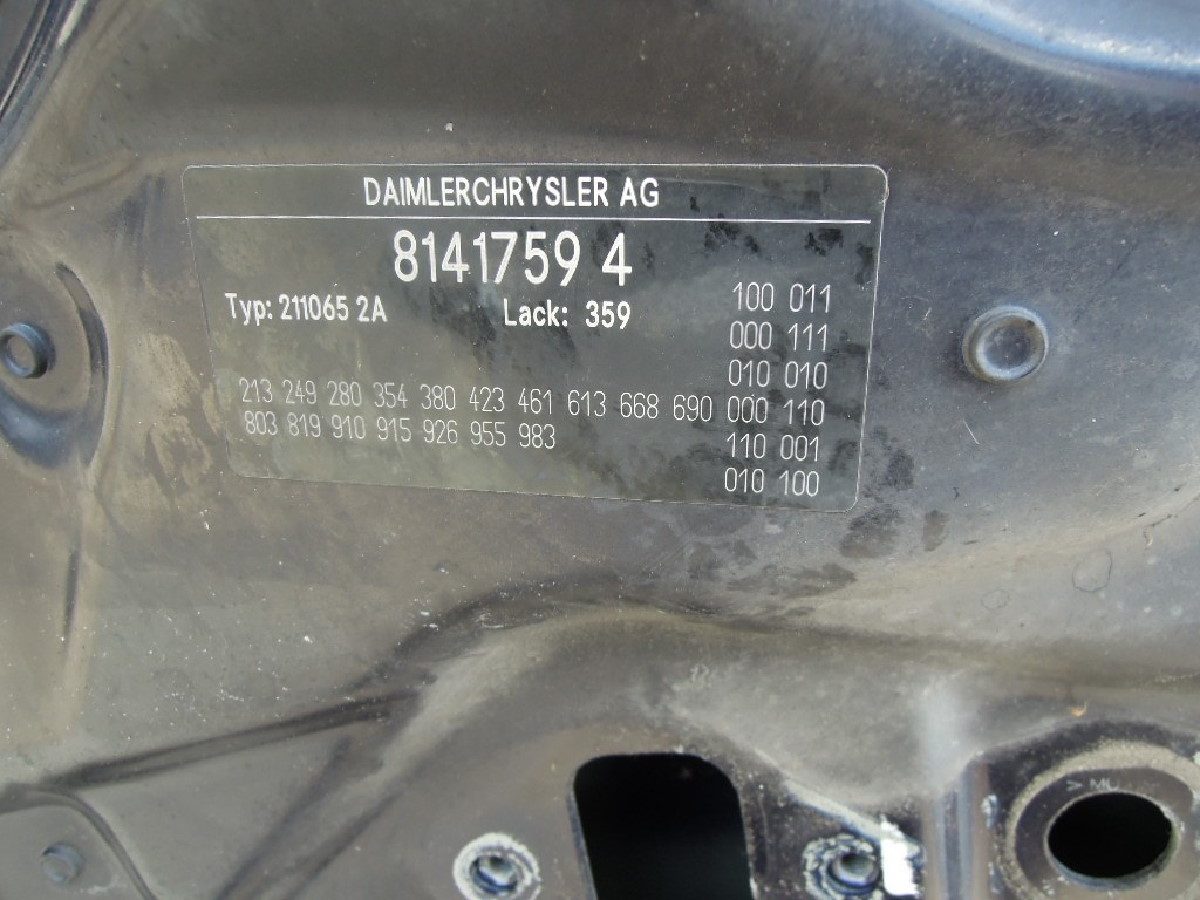 DAIMLERCHRYSLER AG
8141759 4
Typ: 211065 2A Lack: 359
100 011
000 111
010 010
213 249 280 354 380 423 461 613 668 690 000 110
803 819 910 915 926 955 983
110 001
010 100